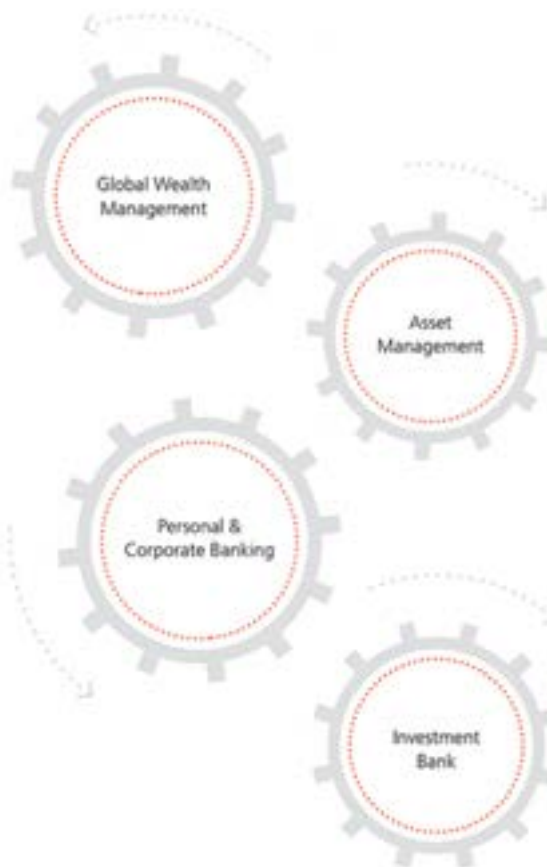 Global Wealth
Management
Asset
Management
Personal &
Corporate Banking
Investment
Bank